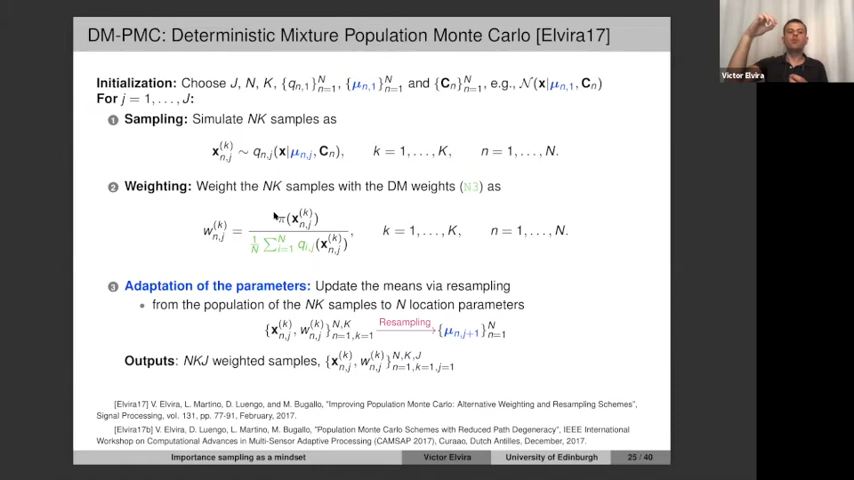 DM-PMC: Deterministic Mixture Population Monte Carlo [Elvira17]
Victor Elvira
Initialization: Choose J, N, K, {q_{n,1}}_{n=1}^{N}, {μ_{n,1}}_{n=1}^{N} and {C_n}_{n=1}^{N}, e.g., N(x|μ_{n,1}, C_n)
For j = 1, . . . , J:
1 Sampling: Simulate NK samples as
x_{n,j}^{(k)} ∼ q_{n,j}(x|μ_{n,j}, C_n), k = 1, . . . , K, n = 1, . . . , N.
2 Weighting: Weight the NK samples with the DM weights (N3) as
w_{n,j}^{(k)} = π(x_{n,j}^{(k)}) / (1/N ∑_{i=1}^{N} q_{i,j}(x_{n,j}^{(k)})), k = 1, . . . , K, n = 1, . . . , N.
3 Adaptation of the parameters: Update the means via resampling
• from the population of the NK samples to N location parameters
{x_{n,j}^{(k)}, w_{n,j}^{(k)}}_{n=1,k=1}^{N,K} Resampling→ {μ_{n,j+1}}_{n=1}^{N}
Outputs: NKJ weighted samples, {x_{n,j}^{(k)}, w_{n,j}^{(k)}}_{n=1,k=1,j=1}^{N,K,J}
[Elvira17] V. Elvira, L. Martino, D. Luengo, and M. Bugallo, "Improving Population Monte Carlo: Alternative Weighting and Resampling Schemes",
Signal Processing, vol. 131, pp. 77-91, February, 2017.
[Elvira17b] V. Elvira, D. Luengo, L. Martino, M. Bugallo, "Population Monte Carlo Schemes with Reduced Path Degeneracy", IEEE International
Workshop on Computational Advances in Multi-Sensor Adaptive Processing (CAMSAP 2017), Curaao, Dutch Antilles, December, 2017.
Importance sampling as a mindset Victor Elvira University of Edinburgh 25 / 40